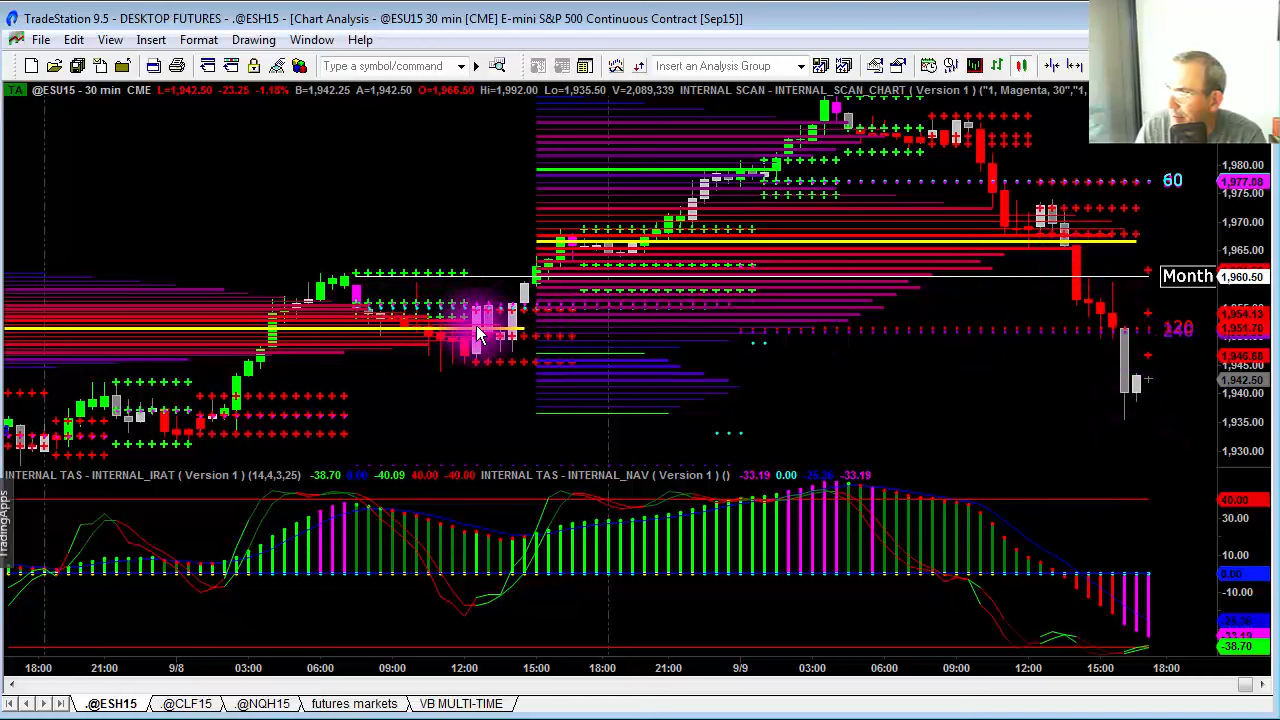 TradeStation 9.5 - DESKTOP FUTURES - .@ESH15 - [Chart Analysis - @ESU15 30 min [CME] E-mini S&P 500 Continuous Contract [Sep15]]
File Edit View Insert Format Drawing Window Help
Type a symbol/command Insert an Analysis Group
TA @ESU15 - 30 min CME L=1,942.50 -23.25 -1.18% B=1,942.25 A=1,942.50 O=1,966.50 Hi=1,992.00 Lo=1,935.50 V=2,089,339 INTERNAL SCAN - INTERNAL_SCAN_CHART ( Version 1 ) ("1, Magenta, 30","1,
1,980.00
60 1,977.08
1,975.00
1,970.00
1,965.00
Month 1,960.50
1,954.13
120 1,951.70
240
1,946.88
1,945.00
1,942.50
1,940.00
1,935.00
1,930.00
INTERNAL TAS - INTERNAL_IRAT ( Version 1 ) (14,4,3,25) -38.70 0.00 -40.09 40.00 -40.00 INTERNAL TAS - INTERNAL_NAV ( Version 1 ) () -33.19 0.00 -25.36 -33.19
TradingApps
40.00
30.00
10.00
0.00
-10.00
-25.36
-33.19
-38.70
18:00 21:00 9/8 03:00 06:00 09:00 12:00 15:00 18:00 21:00 9/9 03:00 06:00 09:00 12:00 15:00 18:00
.@ESH15 .@CLF15 .@NQH15 futures markets VB MULTI-TIME